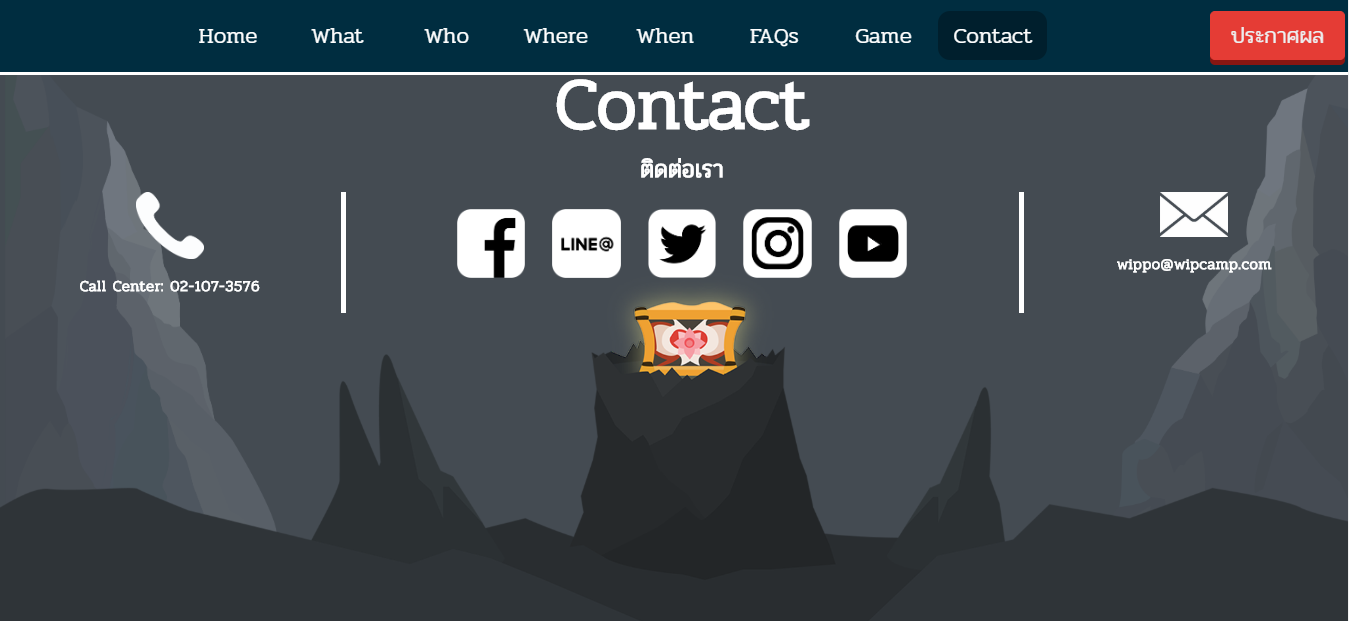 Home What Who Where When FAQs Game Contact ประกาศผล
Contact
ติดต่อเรา
LINE@
Call Center: 02-107-3576
wippo@wipcamp.com